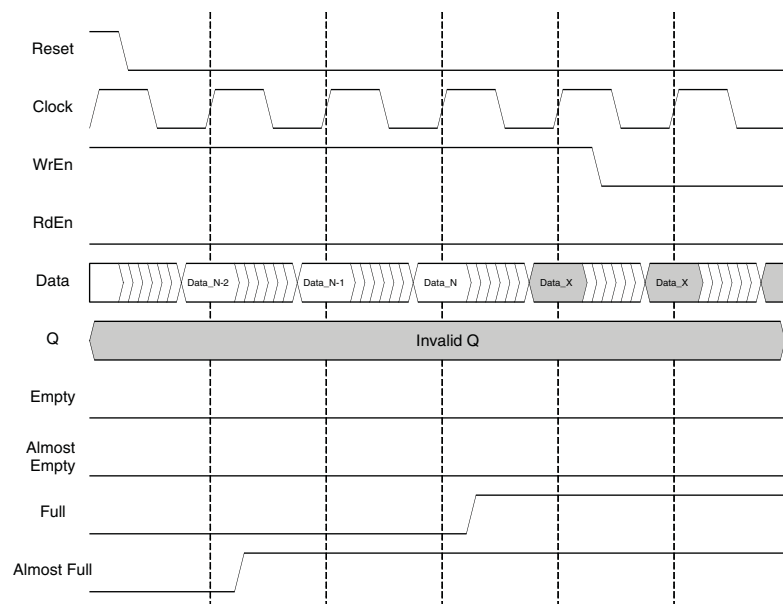 Reset
Clock
WrEn
RdEn
Data
Data_N-2
Data_N-1
Data_N
Data_X
Data_X
Q
Invalid Q
Empty
Almost
Empty
Full
Almost Full